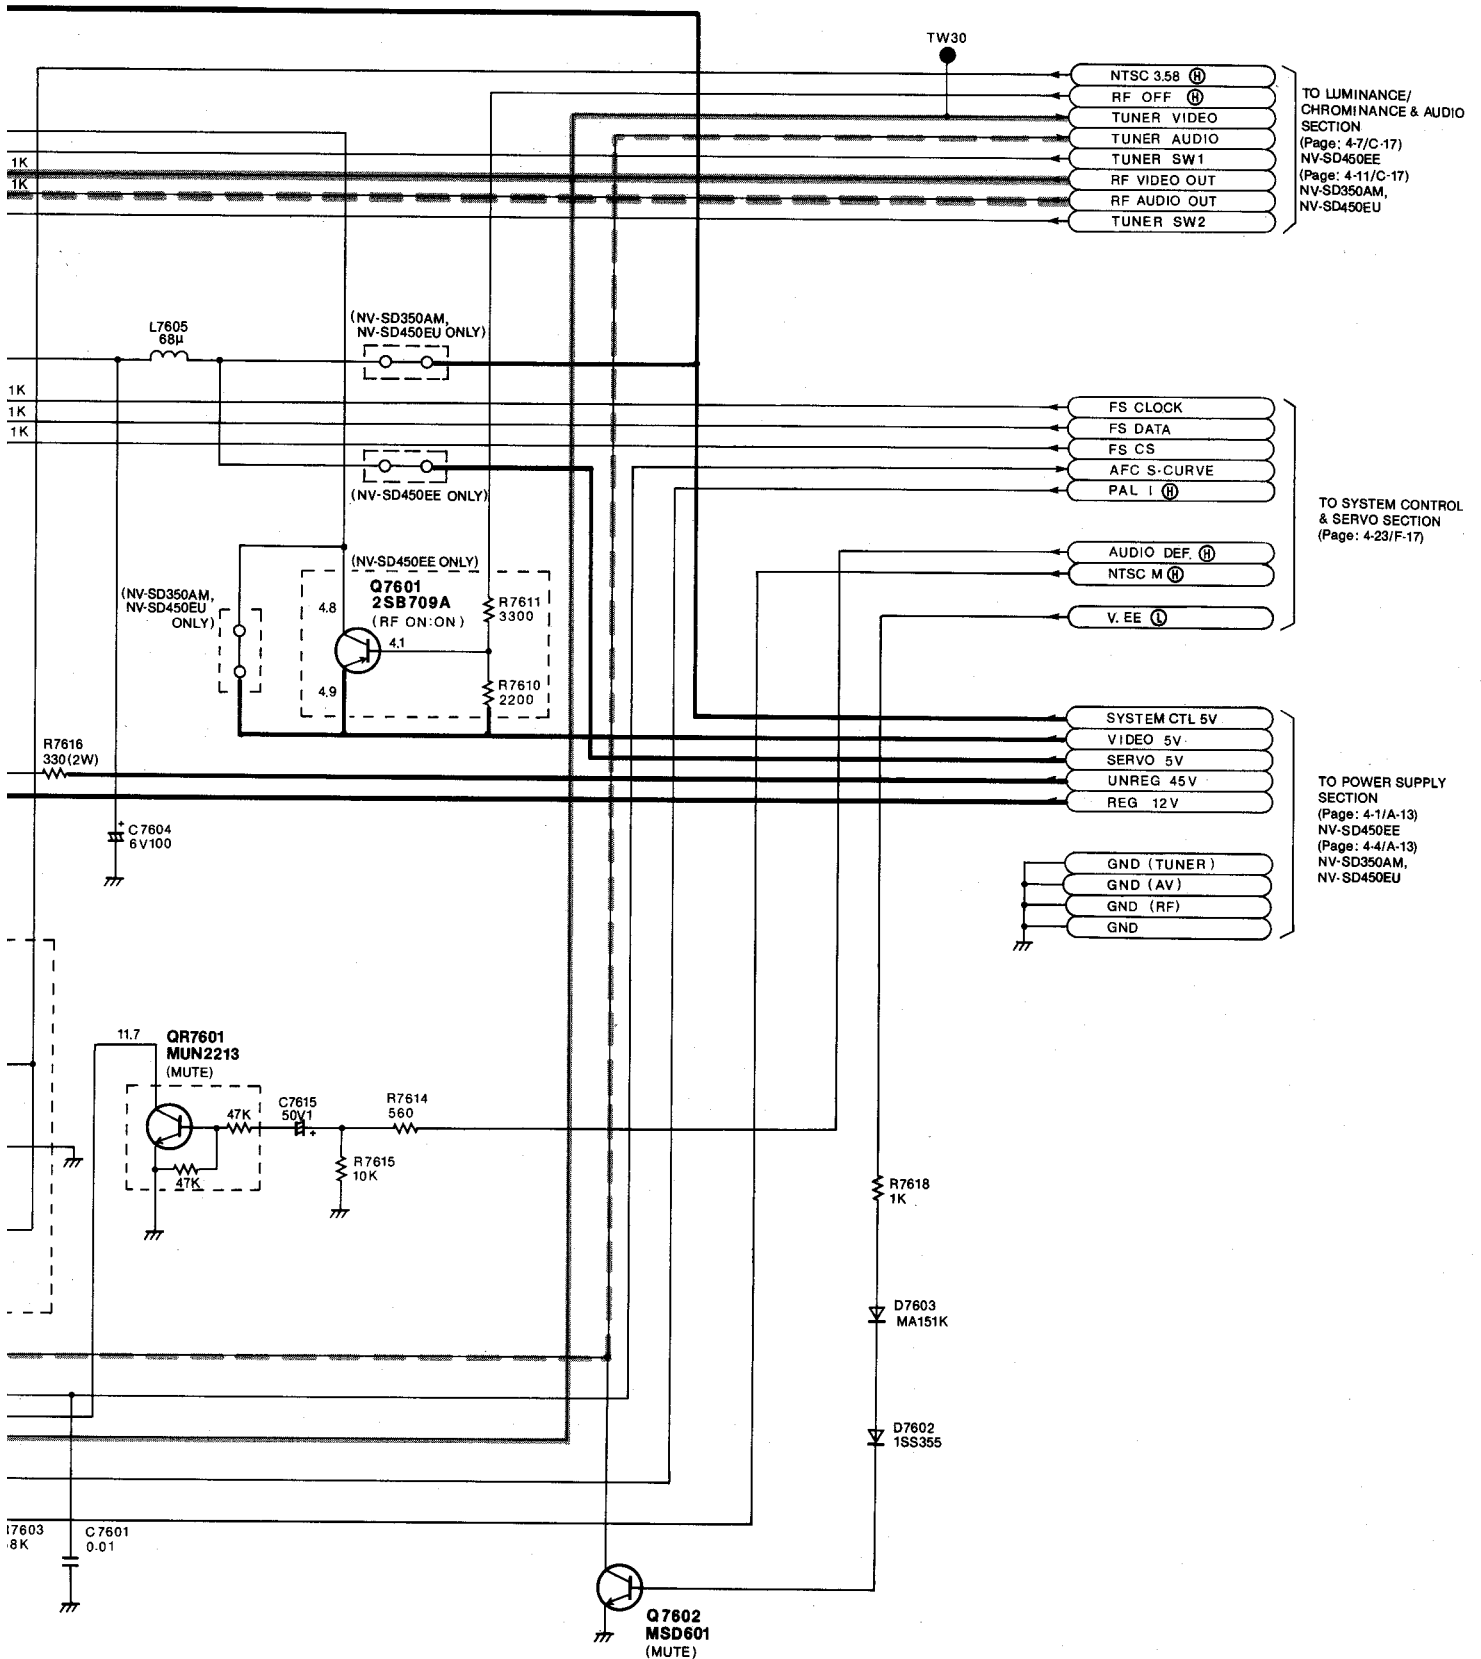 TW30
NTSC 3.58 Ⓗ
RF OFF Ⓗ
TUNER VIDEO
TUNER AUDIO
TUNER SW1
RF VIDEO OUT
RF AUDIO OUT
TUNER SW2
TO LUMINANCE/
CHROMINANCE & AUDIO
SECTION
(Page: 4-7/C-17)
NV-SD450EE
(Page: 4-11/C-17)
NV-SD350AM,
NV-SD450EU
1K
1K
L7605
68µ
(NV-SD350AM,
NV-SD450EU ONLY)
1K
1K
1K
(NV-SD450EE ONLY)
FS CLOCK
FS DATA
FS CS
AFC S-CURVE
PAL I Ⓗ
AUDIO DEF. Ⓗ
NTSC M Ⓗ
V. EE Ⓛ
TO SYSTEM CONTROL
& SERVO SECTION
(Page: 4-23/F-17)
(NV-SD350AM,
NV-SD450EU
ONLY)
(NV-SD450EE ONLY)
Q7601
2SB709A
(RF ON:ON)
4.8
4.1
4.9
R7611
3300
R7610
2200
SYSTEM CTL 5V
VIDEO 5V
SERVO 5V
UNREG 45V
REG 12V
GND (TUNER)
GND (AV)
GND (RF)
GND
TO POWER SUPPLY
SECTION
(Page: 4-1/A-13)
NV-SD450EE
(Page: 4-4/A-13)
NV-SD350AM,
NV-SD450EU
R7616
330(2W)
+
C7604
6V100
11.7
QR7601
MUN2213
(MUTE)
47K
47K
C7615
50V1
+
R7614
560
R7615
10K
R7618
1K
D7603
MA151K
D7602
1SS355
7603
8K
C7601
0.01
Q7602
MSD601
(MUTE)